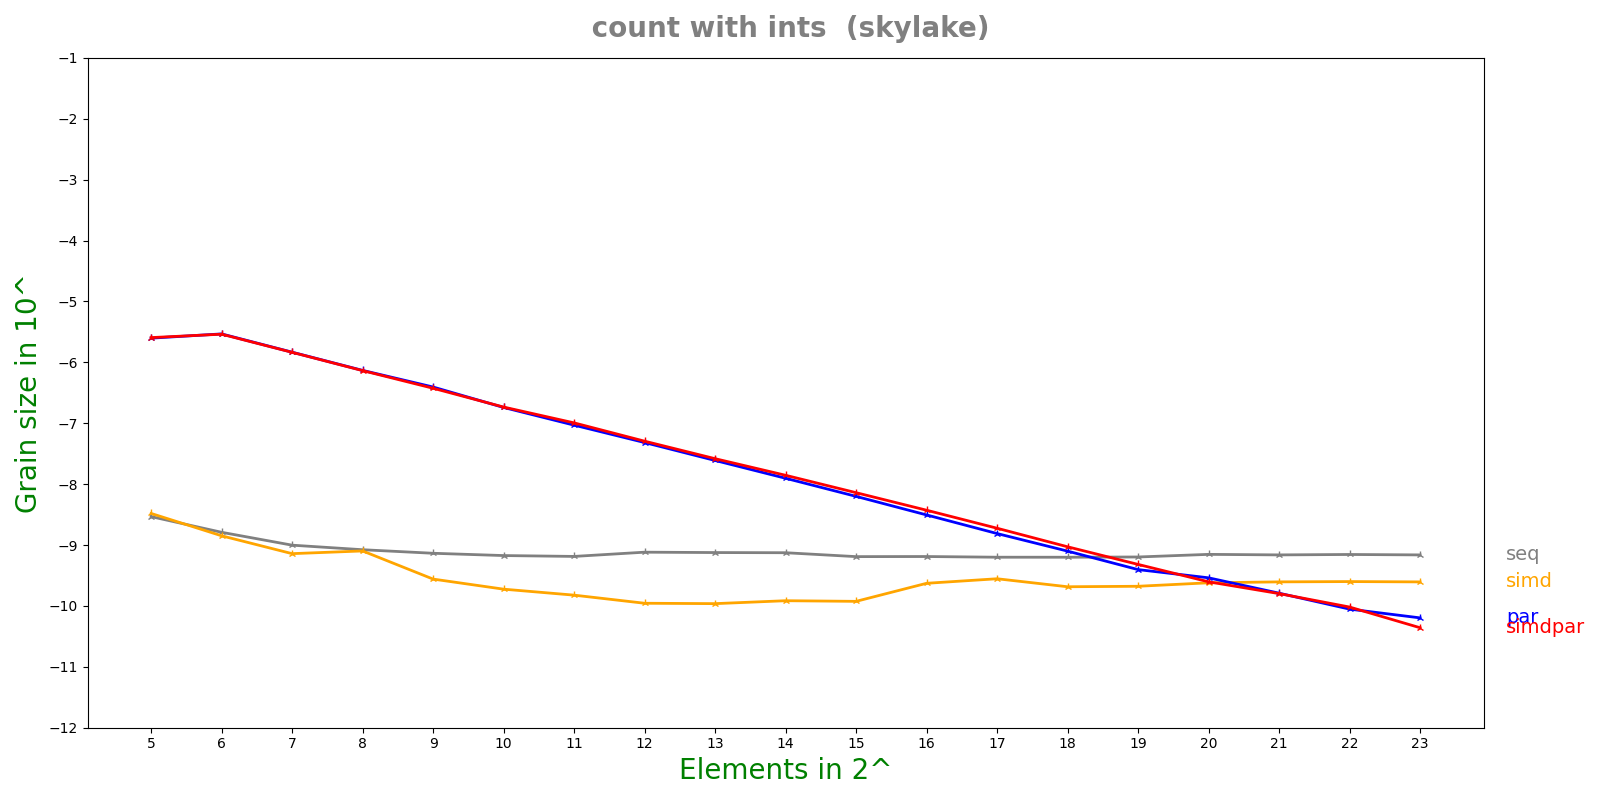 count with ints (skylake)
−1
−2
−3
−4
−5
−6
−7
−8
−9
−10
−11
−12
Grain size in 10^
seq
simd
par
simdpar
5 6 7 8 9 10 11 12 13 14 15 16 17 18 19 20 21 22 23
Elements in 2^